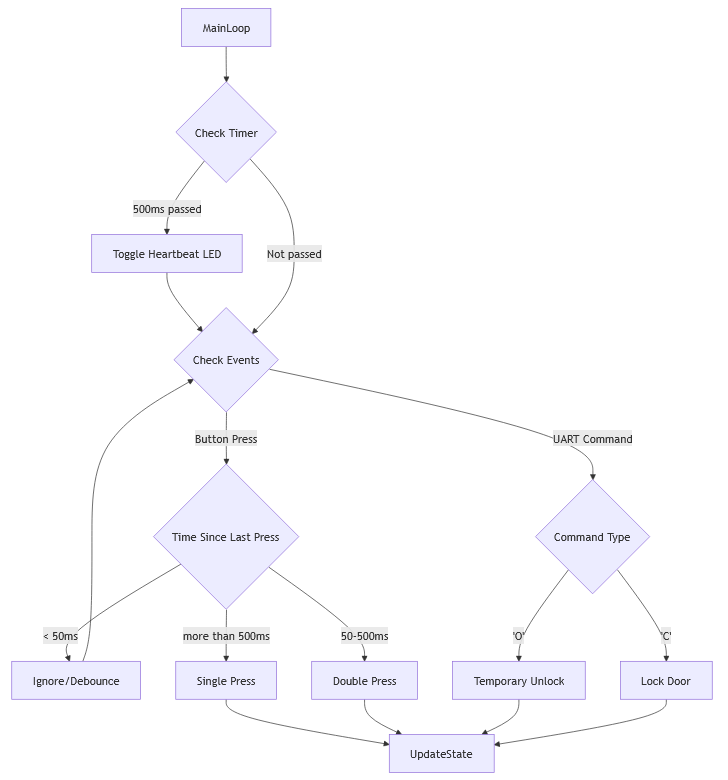 MainLoop
Check Timer
500ms passed
Toggle Heartbeat LED
Not passed
Check Events
Button Press
UART Command
Time Since Last Press
Command Type
< 50ms
more than 500ms
50-500ms
'O'
'C'
Ignore/Debounce
Single Press
Double Press
Temporary Unlock
Lock Door
UpdateState